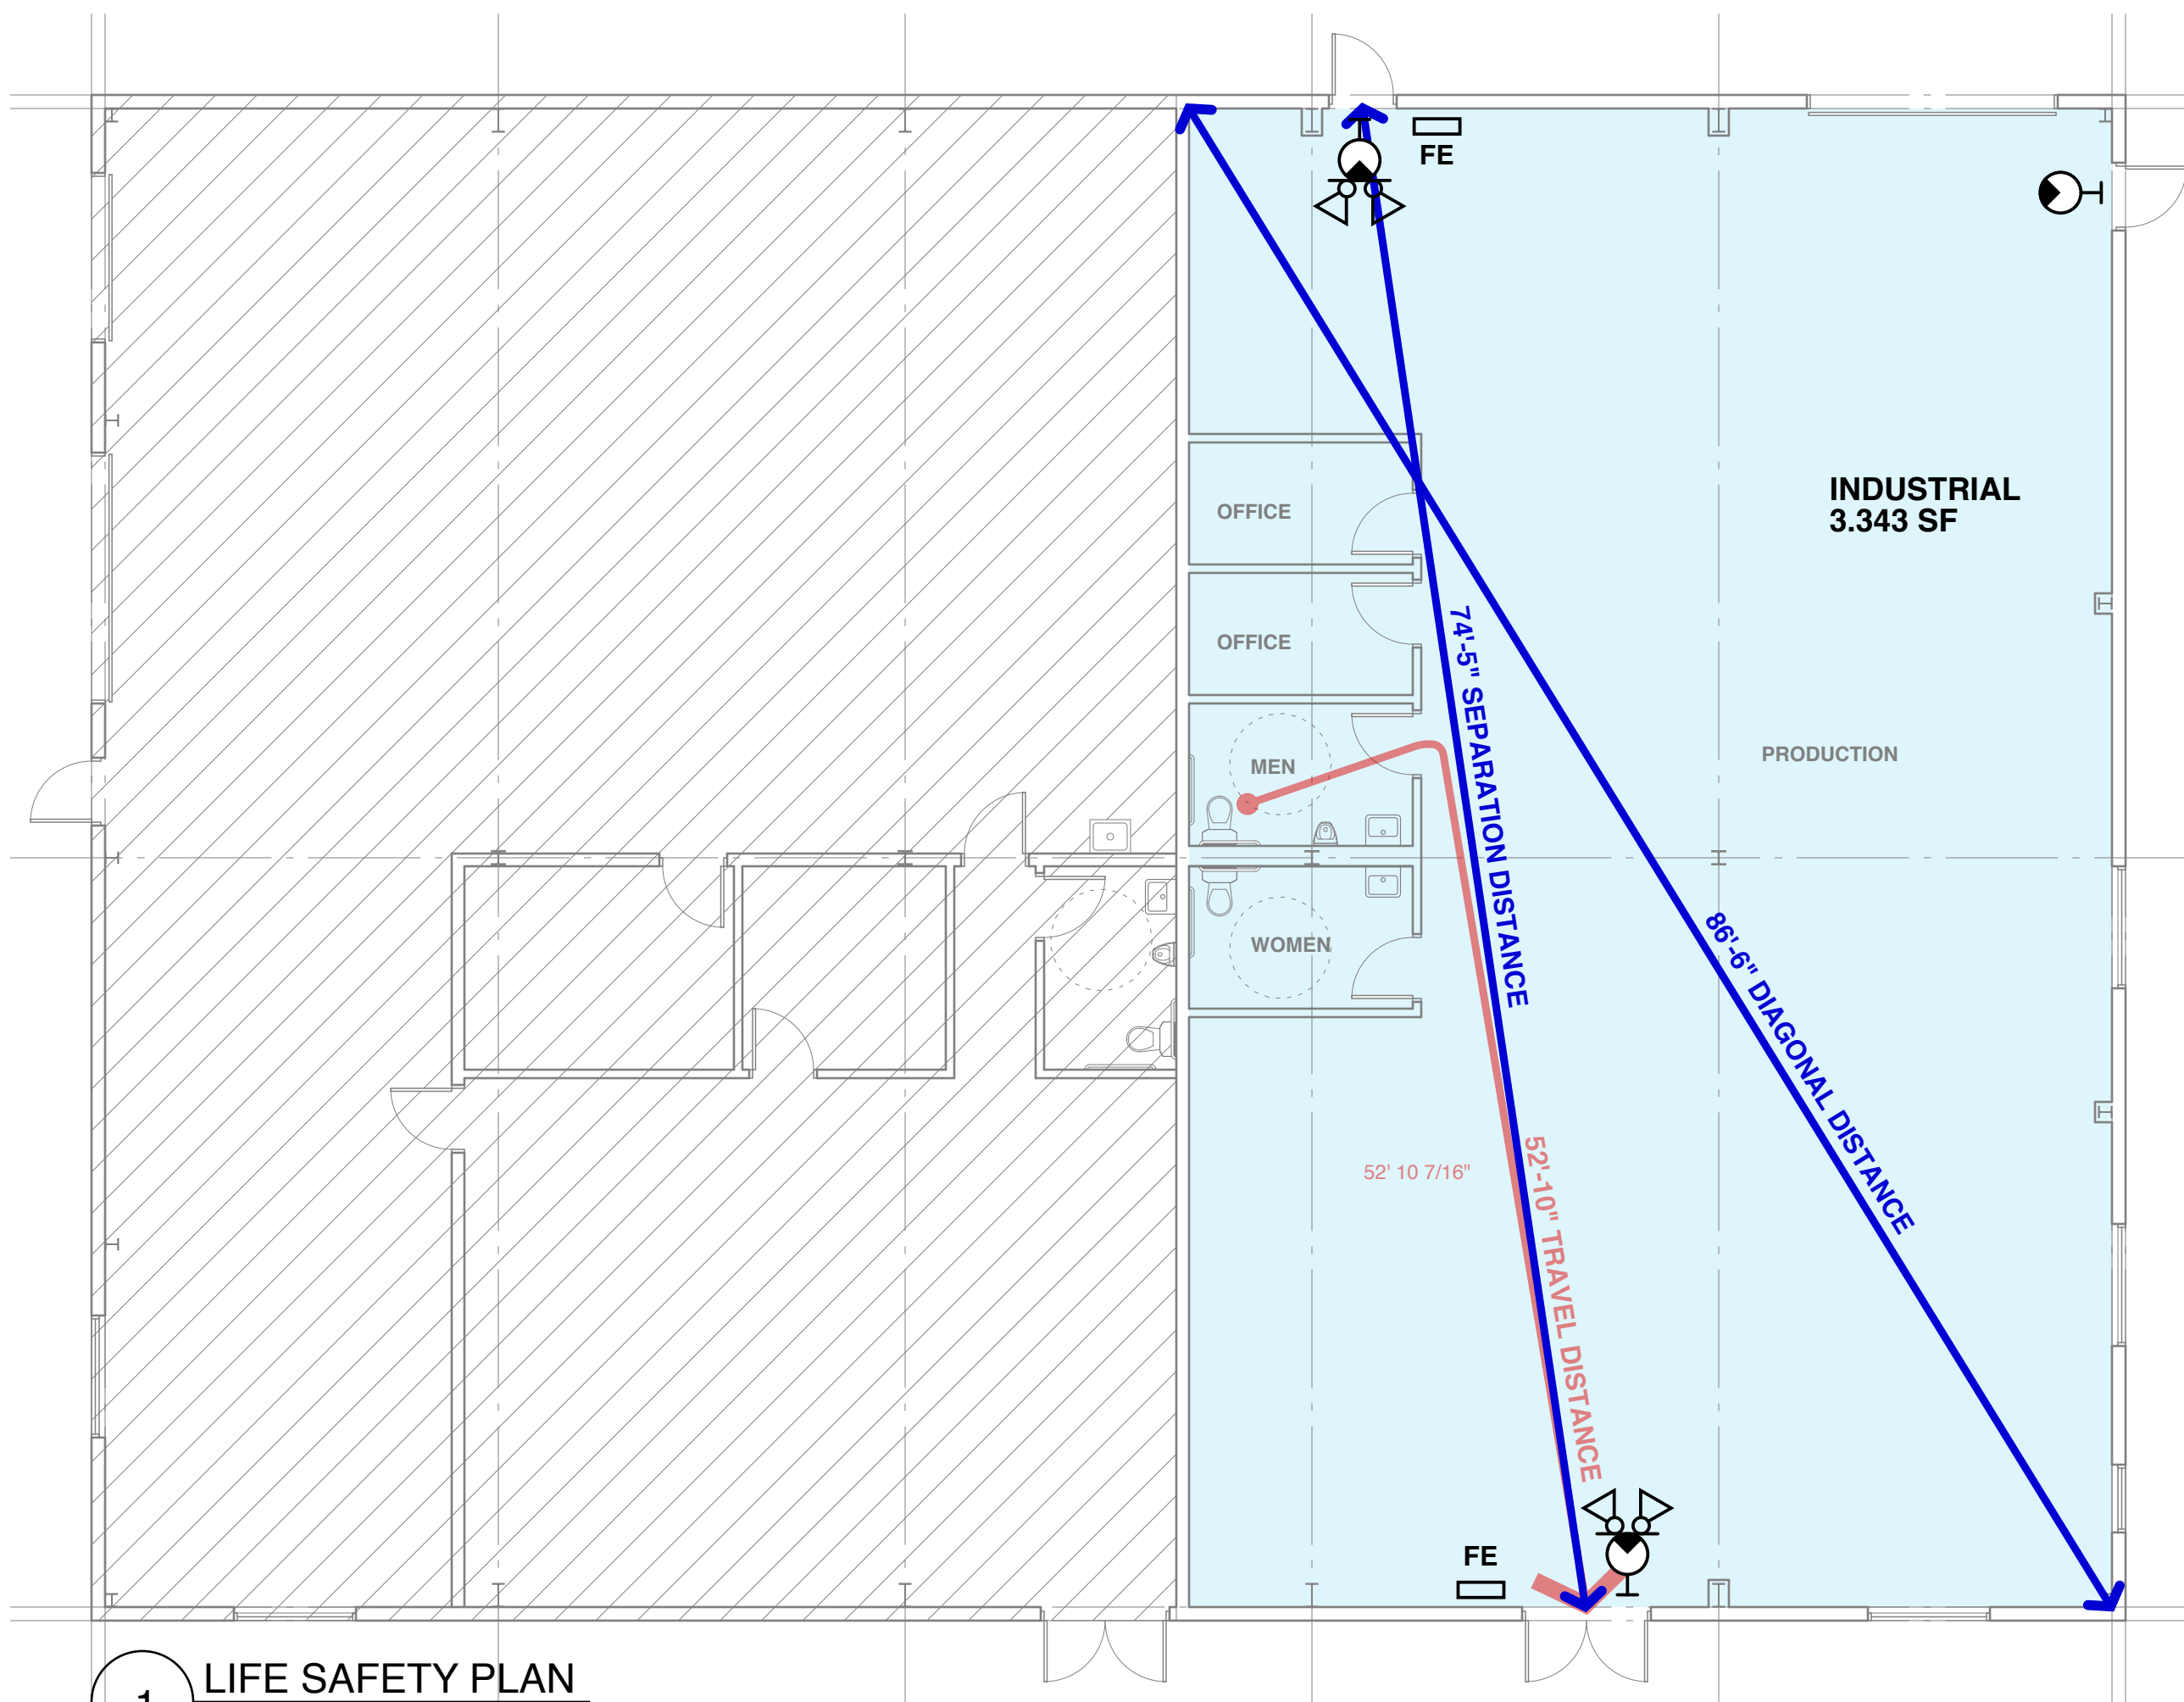 FE
INDUSTRIAL
3.343 SF
OFFICE
OFFICE
74'-5" SEPARATION DISTANCE
PRODUCTION
MEN
WOMEN
86'-6" DIAGONAL DISTANCE
52' 10 7/16"
52'-10" TRAVEL DISTANCE
FE
1
LIFE SAFETY PLAN